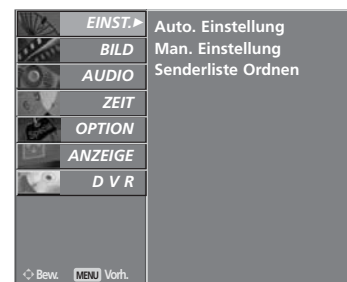 EINST.►
BILD
AUDIO
ZEIT
OPTION
ANZEIGE
D V R
Bew. MENU Vorh.
Auto. Einstellung
Man. Einstellung
Senderliste Ordnen